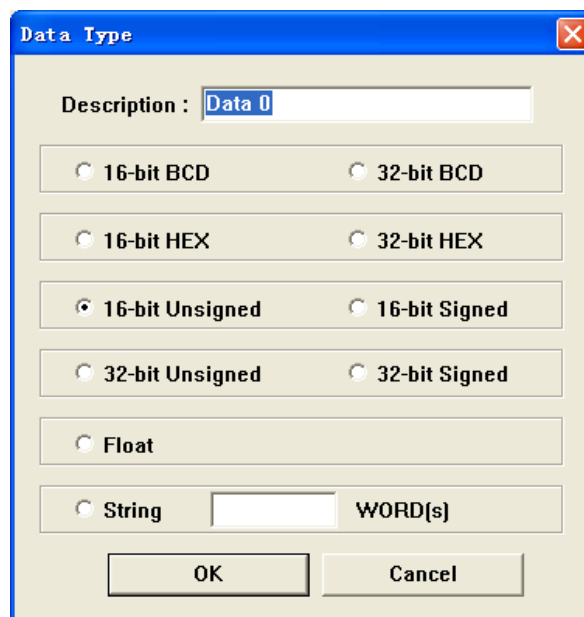 Data Type
Description : Data 0
16-bit BCD 32-bit BCD
16-bit HEX 32-bit HEX
16-bit Unsigned 16-bit Signed
32-bit Unsigned 32-bit Signed
Float
String WORD(s)
OK Cancel